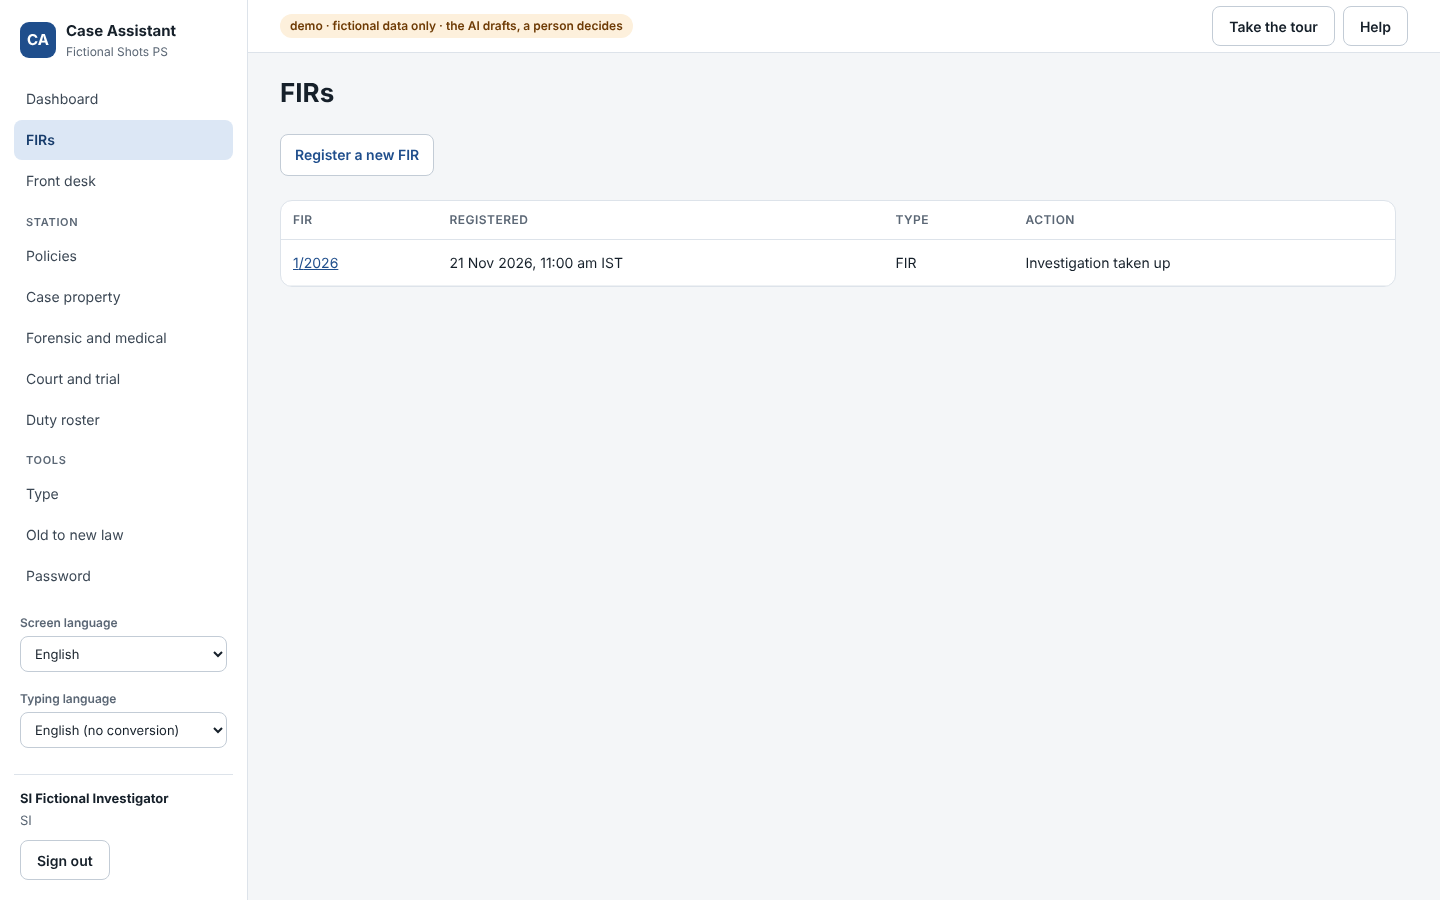 CA
Case Assistant
Fictional Shots PS
Dashboard
FIRs
Front desk
STATION
Policies
Case property
Forensic and medical
Court and trial
Duty roster
TOOLS
Type
Old to new law
Password
Screen language
English
Typing language
English (no conversion)
SI Fictional Investigator
SI
Sign out
demo · fictional data only · the AI drafts, a person decides
Take the tour
Help
FIRs
Register a new FIR
FIR REGISTERED TYPE ACTION
1/2026 21 Nov 2026, 11:00 am IST FIR Investigation taken up